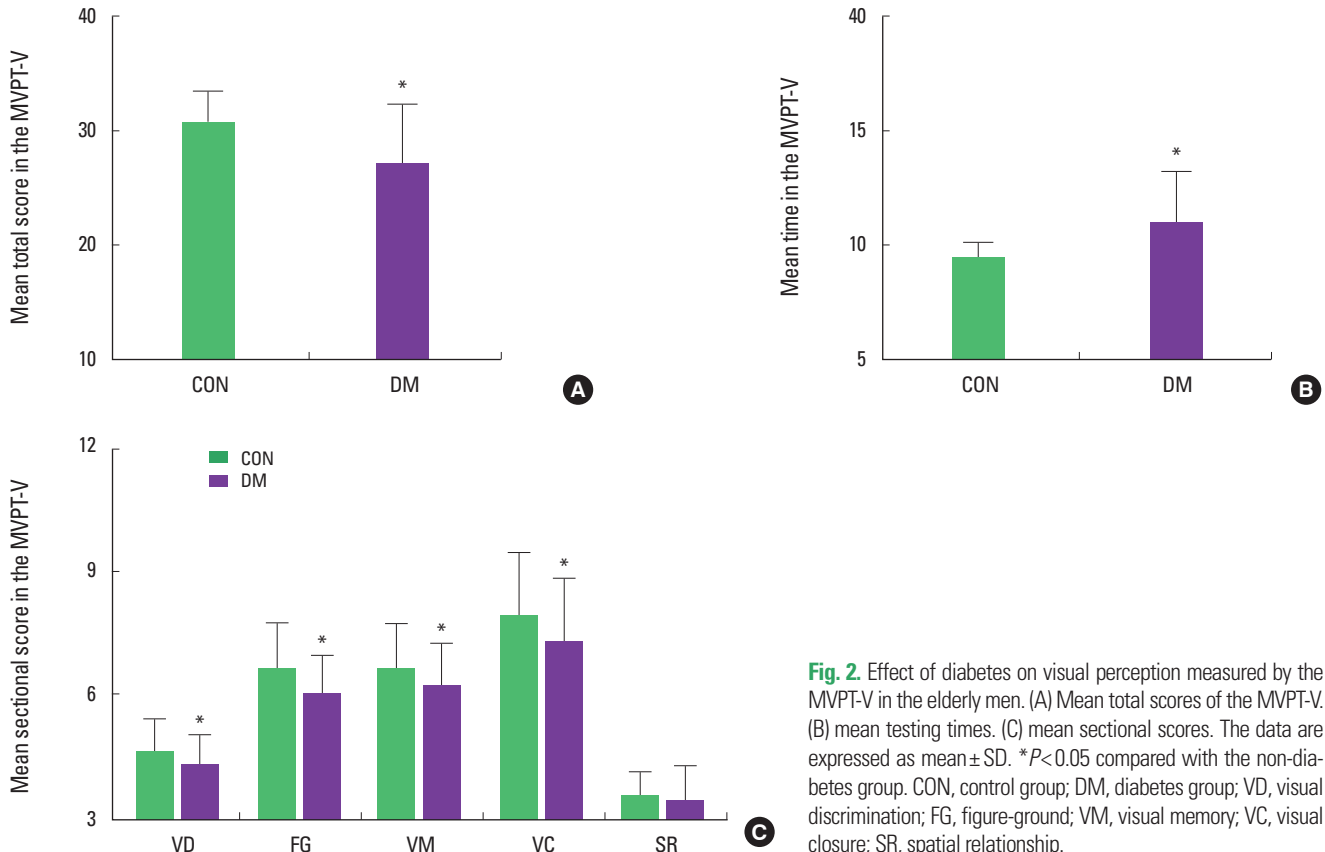 Mean total score in the MVPT-V
40
30
20
10
*
CON
DM
A
Mean time in the MVPT-V
40
15
10
5
*
CON
DM
B
Mean sectional score in the MVPT-V
12
9
6
3
CON
DM
*
*
*
*
VD
FG
VM
VC
SR
C
Fig. 2. Effect of diabetes on visual perception measured by the
MVPT-V in the elderly men. (A) Mean total scores of the MVPT-V.
(B) mean testing times. (C) mean sectional scores. The data are
expressed as mean±SD. *P<0.05 compared with the non-dia-
betes group. CON, control group; DM, diabetes group; VD, visual
discrimination; FG, figure-ground; VM, visual memory; VC, visual
closure; SR, spatial relationship.